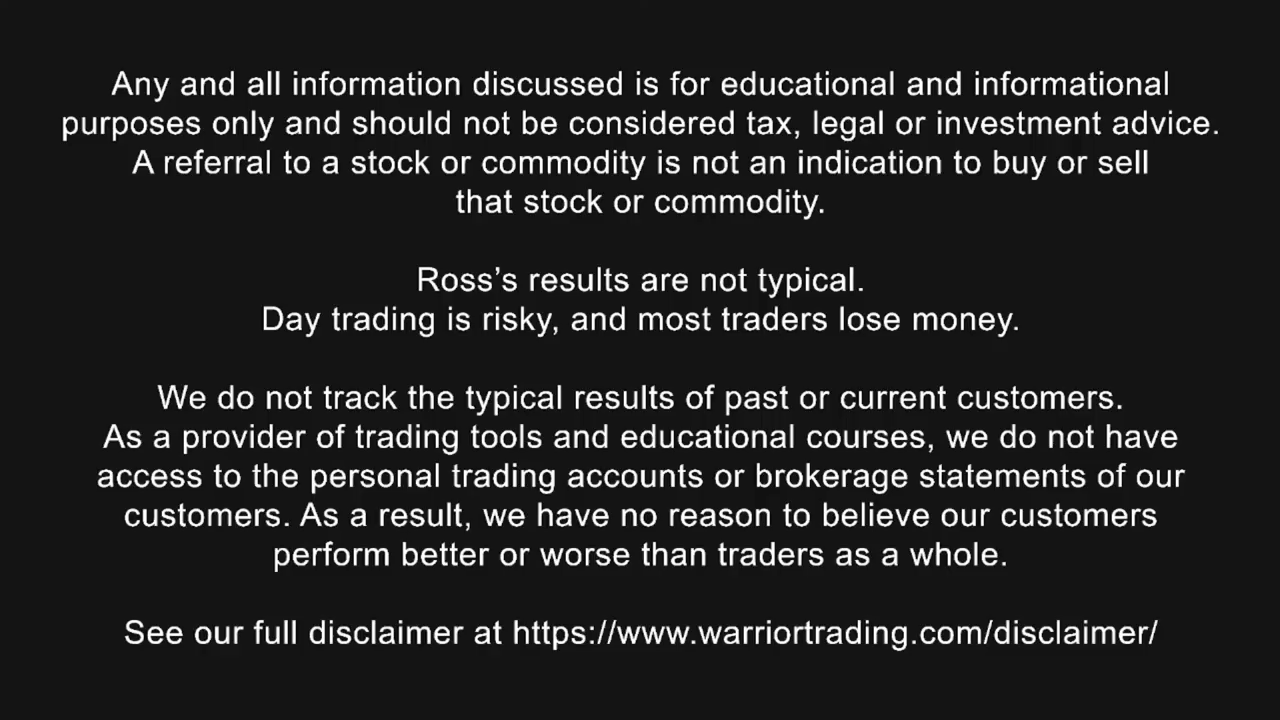 Any and all information discussed is for educational and informational
purposes only and should not be considered tax, legal or investment advice.
A referral to a stock or commodity is not an indication to buy or sell
that stock or commodity.
Ross’s results are not typical.
Day trading is risky, and most traders lose money.
We do not track the typical results of past or current customers.
As a provider of trading tools and educational courses, we do not have
access to the personal trading accounts or brokerage statements of our
customers. As a result, we have no reason to believe our customers
perform better or worse than traders as a whole.
See our full disclaimer at https://www.warriortrading.com/disclaimer/